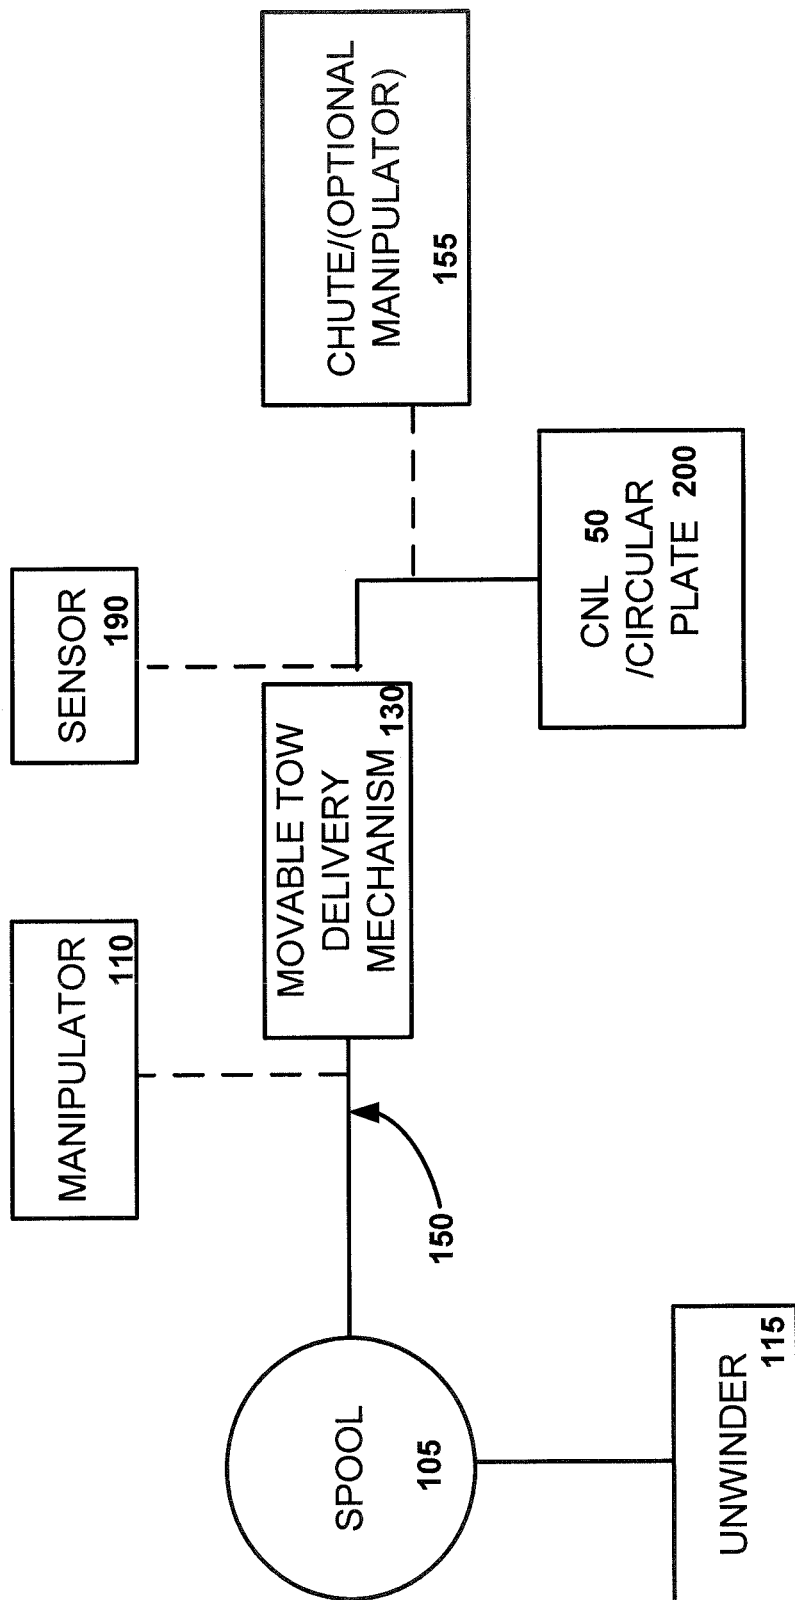 MANIPULATOR
110
SENSOR
190
SPOOL
105
150
MOVABLE TOW
DELIVERY
MECHANISM 130
CHUTE/(OPTIONAL
MANIPULATOR)
155
UNWINDER
115
CNL 50
/CIRCULAR
PLATE 200